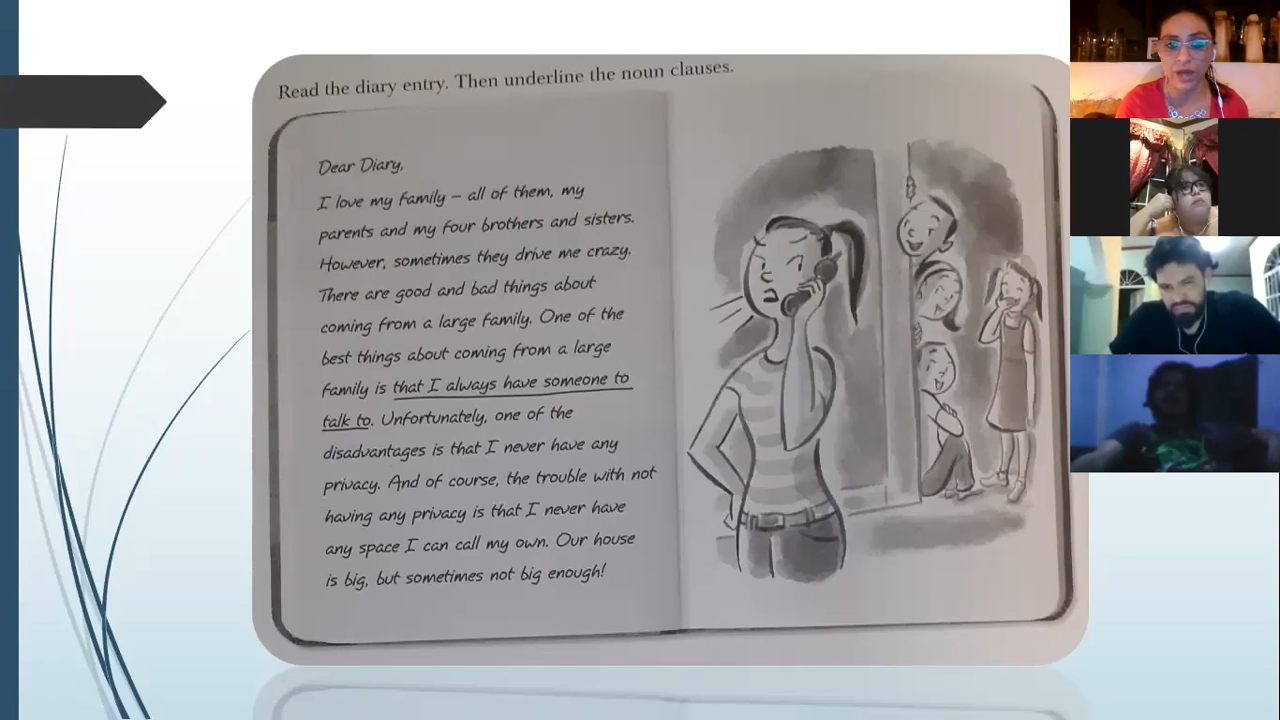 Read the diary entry. Then underline the noun clauses.
Dear Diary,
I love my family – all of them, my
parents and my four brothers and sisters.
However, sometimes they drive me crazy.
There are good and bad things about
coming from a large family. One of the
best things about coming from a large
family is that I always have someone to
talk to. Unfortunately, one of the
disadvantages is that I never have any
privacy. And of course, the trouble with not
having any privacy is that I never have
any space I can call my own. Our house
is big, but sometimes not big enough!